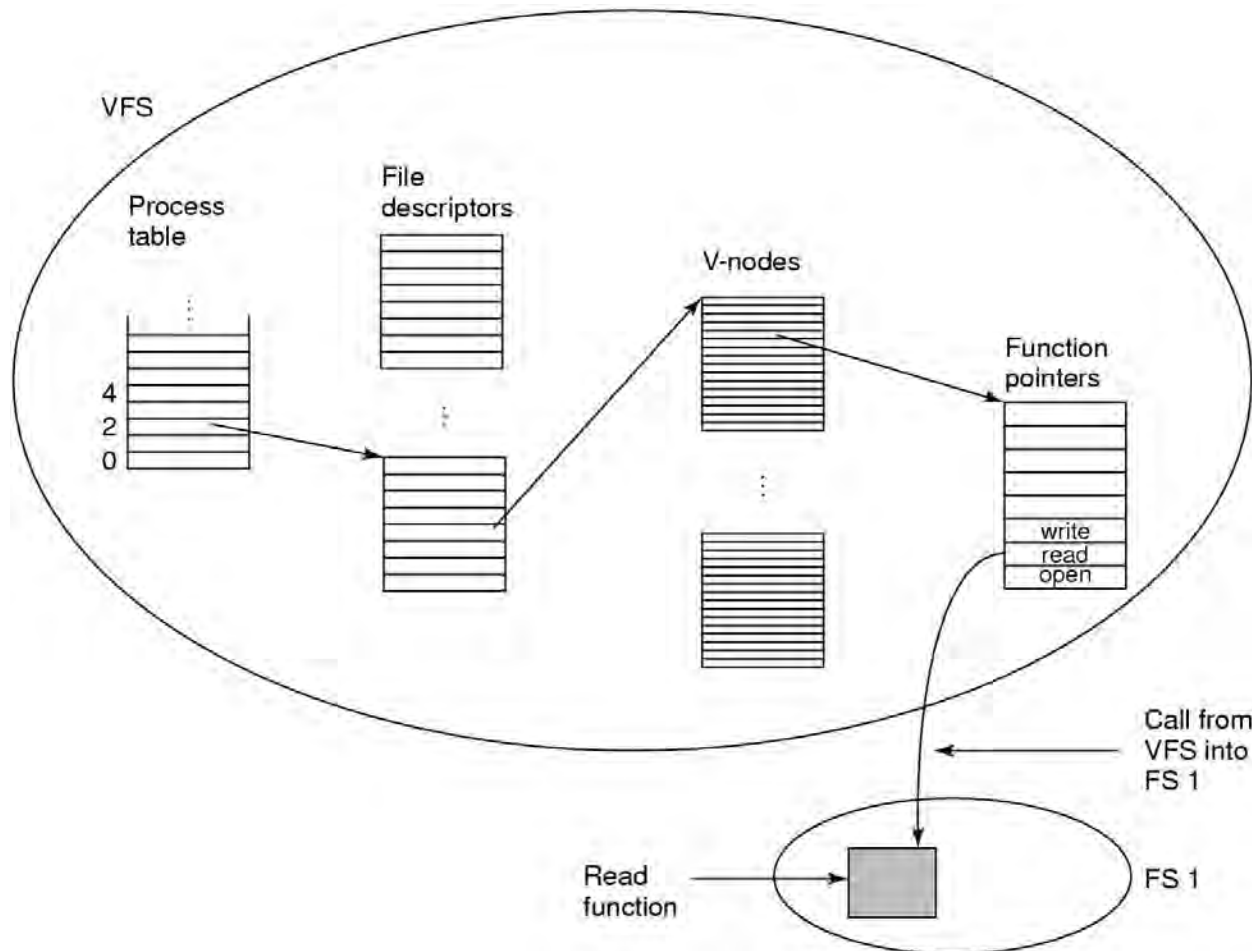 VFS
File
descriptors
Process
table
V-nodes
Function
pointers
4
2
0
write
read
open
Call from
VFS into
FS 1
Read
function
FS 1